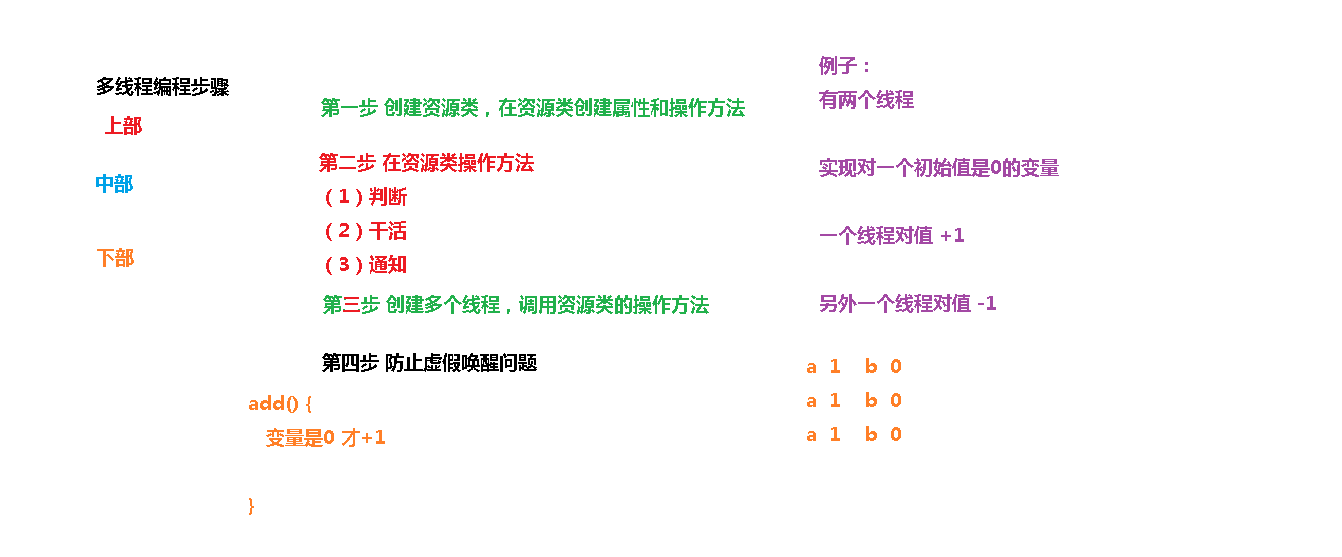 多线程编程步骤
上部
中部
下部
第一步 创建资源类，在资源类创建属性和操作方法
第二步 在资源类操作方法
（1）判断
（2）干活
（3）通知
第三步 创建多个线程，调用资源类的操作方法
第四步 防止虚假唤醒问题
add() {
变量是0 才+1
}
例子：
有两个线程
实现对一个初始值是0的变量
一个线程对值 +1
另外一个线程对值 -1
a 1 b 0
a 1 b 0
a 1 b 0